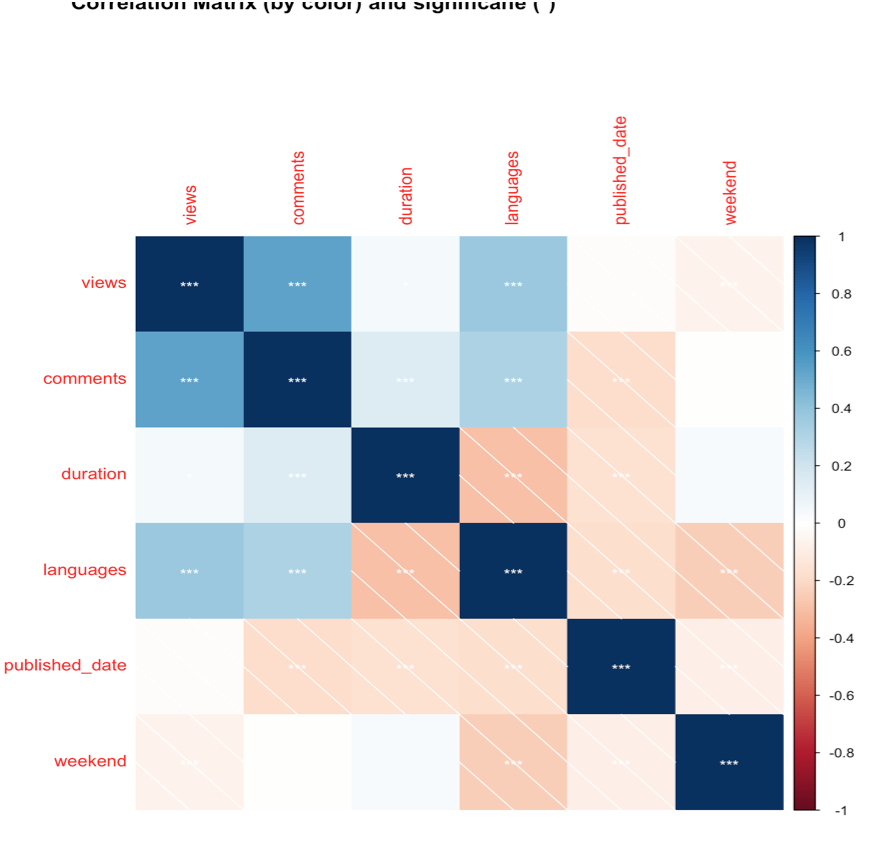 Correlation Matrix (by color) and significane (*)
views
comments
duration
languages
published_date
weekend
views *** *** * *** ***
comments *** *** *** *** ***
duration * *** *** *** ***
languages *** *** *** *** *** ***
published_date *** *** *** *** ***
weekend *** *** *** ***
1
0.8
0.6
0.4
0.2
0
-0.2
-0.4
-0.6
-0.8
-1